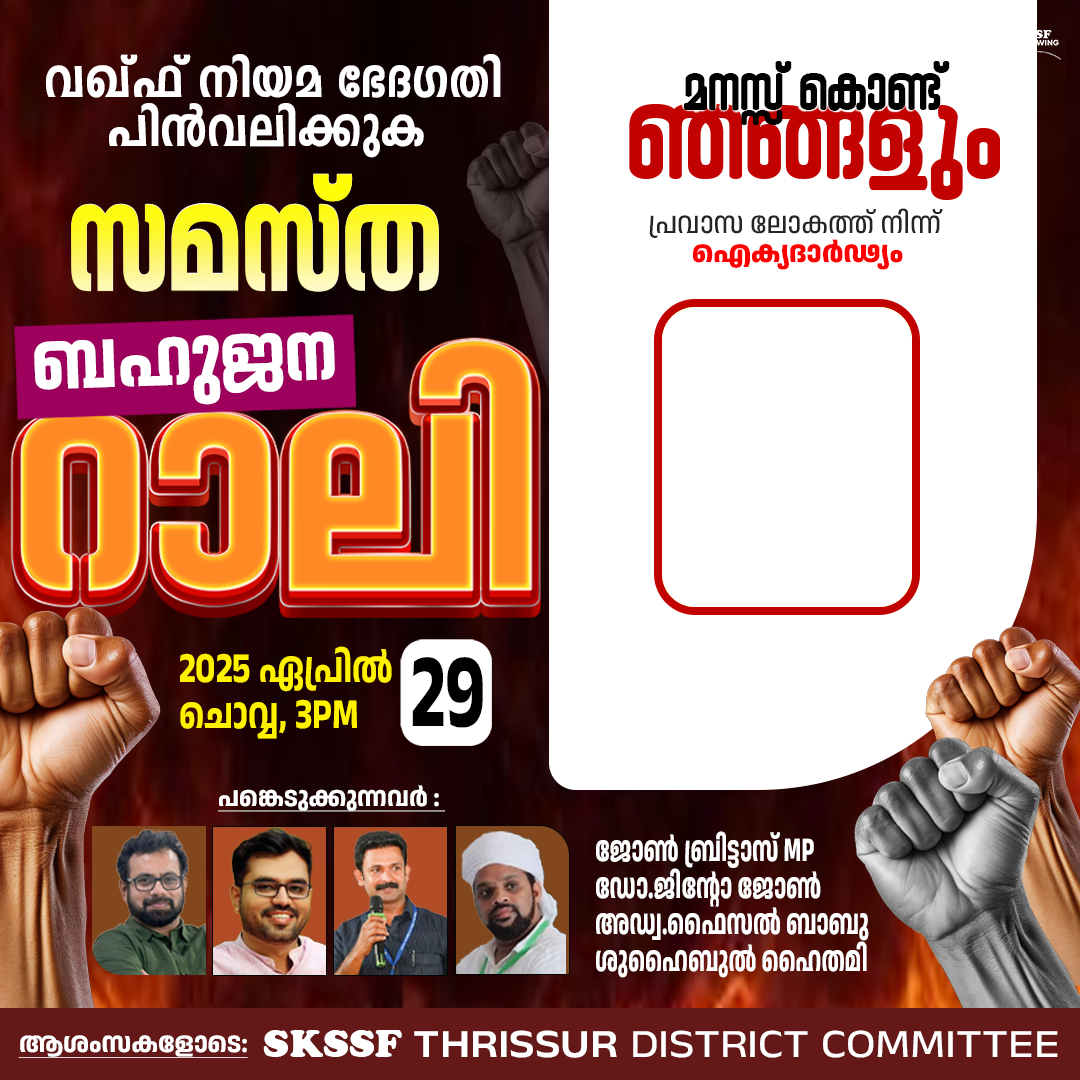 വഖ്ഫ് നിയമ ഭേദഗതി
പിൻവലിക്കുക
സമസ്ത
ബഹുജന
റാലി
2025 ഏപ്രിൽ
ചൊവ്വ, 3PM
29
മനസ്സ് കൊണ്ട്
ഞങ്ങളും
പ്രവാസ ലോകത്ത് നിന്ന്
ഐക്യദാർഢ്യം
പങ്കെടുക്കുന്നവർ :
ജോൺ ബ്രിട്ടാസ് MP
ഡോ.ജിന്റോ ജോൺ
അഡ്വ.ഫൈസൽ ബാബു
ശുഹൈബുൽ ഹൈതമി
ആശംസകളോടെ: SKSSF THRISSUR DISTRICT COMMITTEE